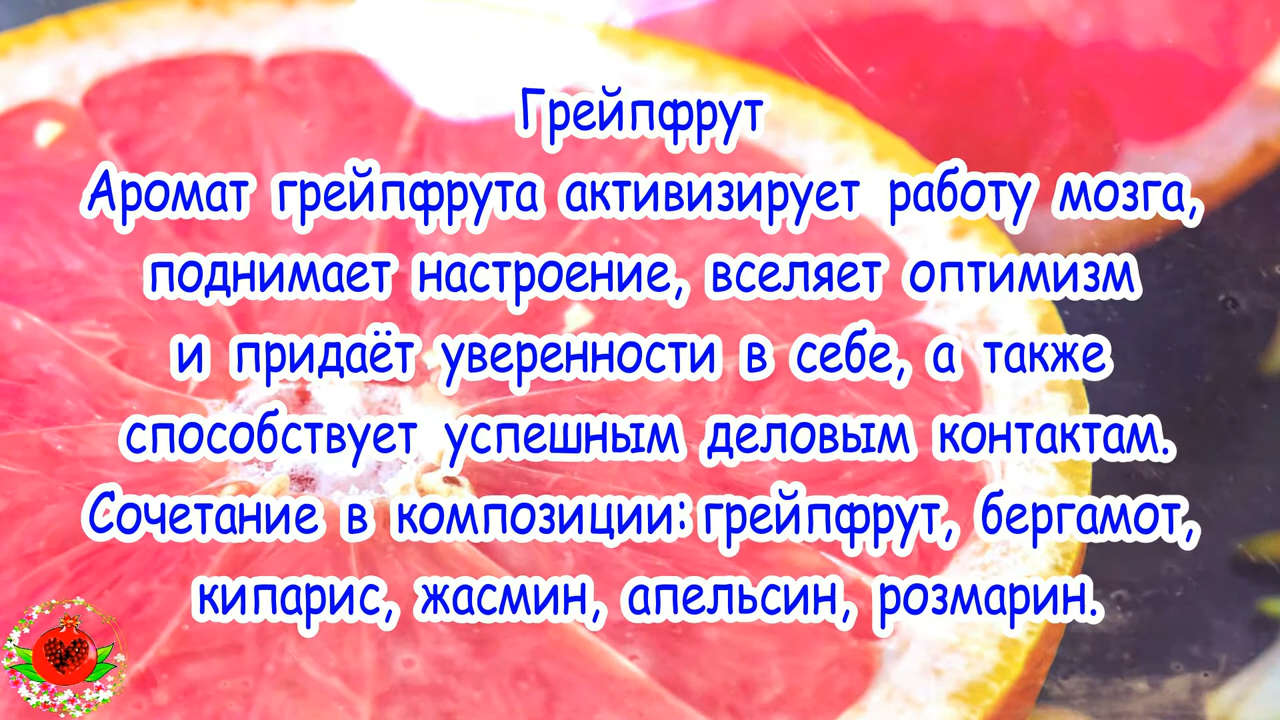 Грейпфрут
Аромат грейпфрута активизирует работу мозга,
поднимает настроение, вселяет оптимизм
и придаёт уверенности в себе, а также
способствует успешным деловым контактам.
Сочетание в композиции: грейпфрут, бергамот,
кипарис, жасмин, апельсин, розмарин.